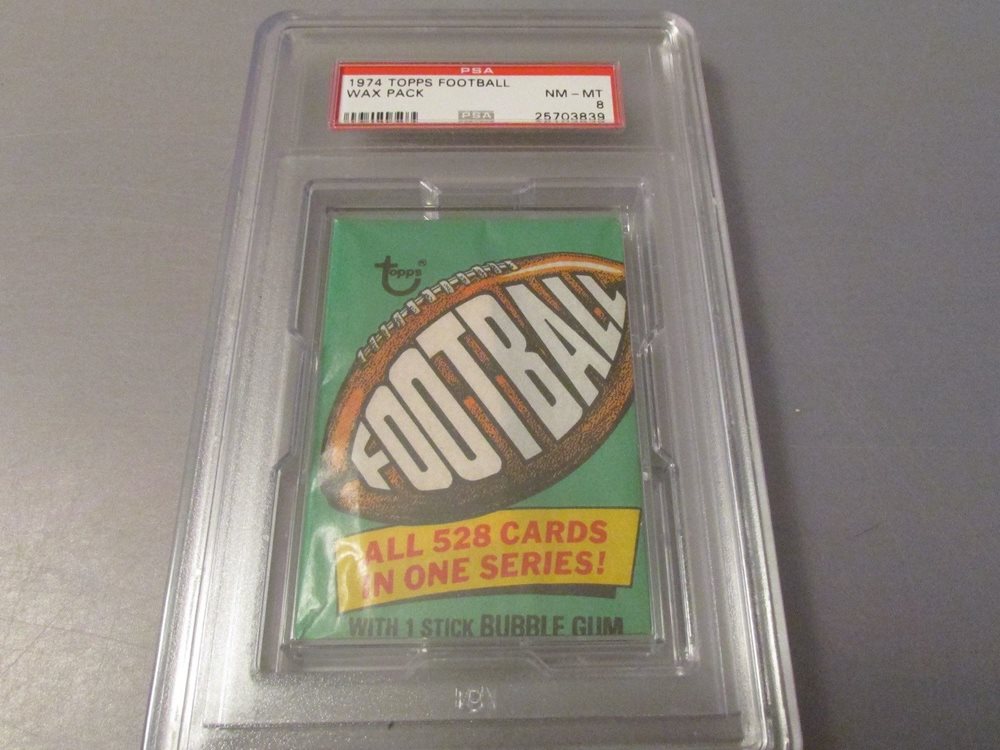 PSA
1974 TOPPS FOOTBALL
WAX PACK
NM - MT
8
PSA
25703839
topps®
FOOTBALL
ALL 528 CARDS
IN ONE SERIES!
WITH 1 STICK BUBBLE GUM